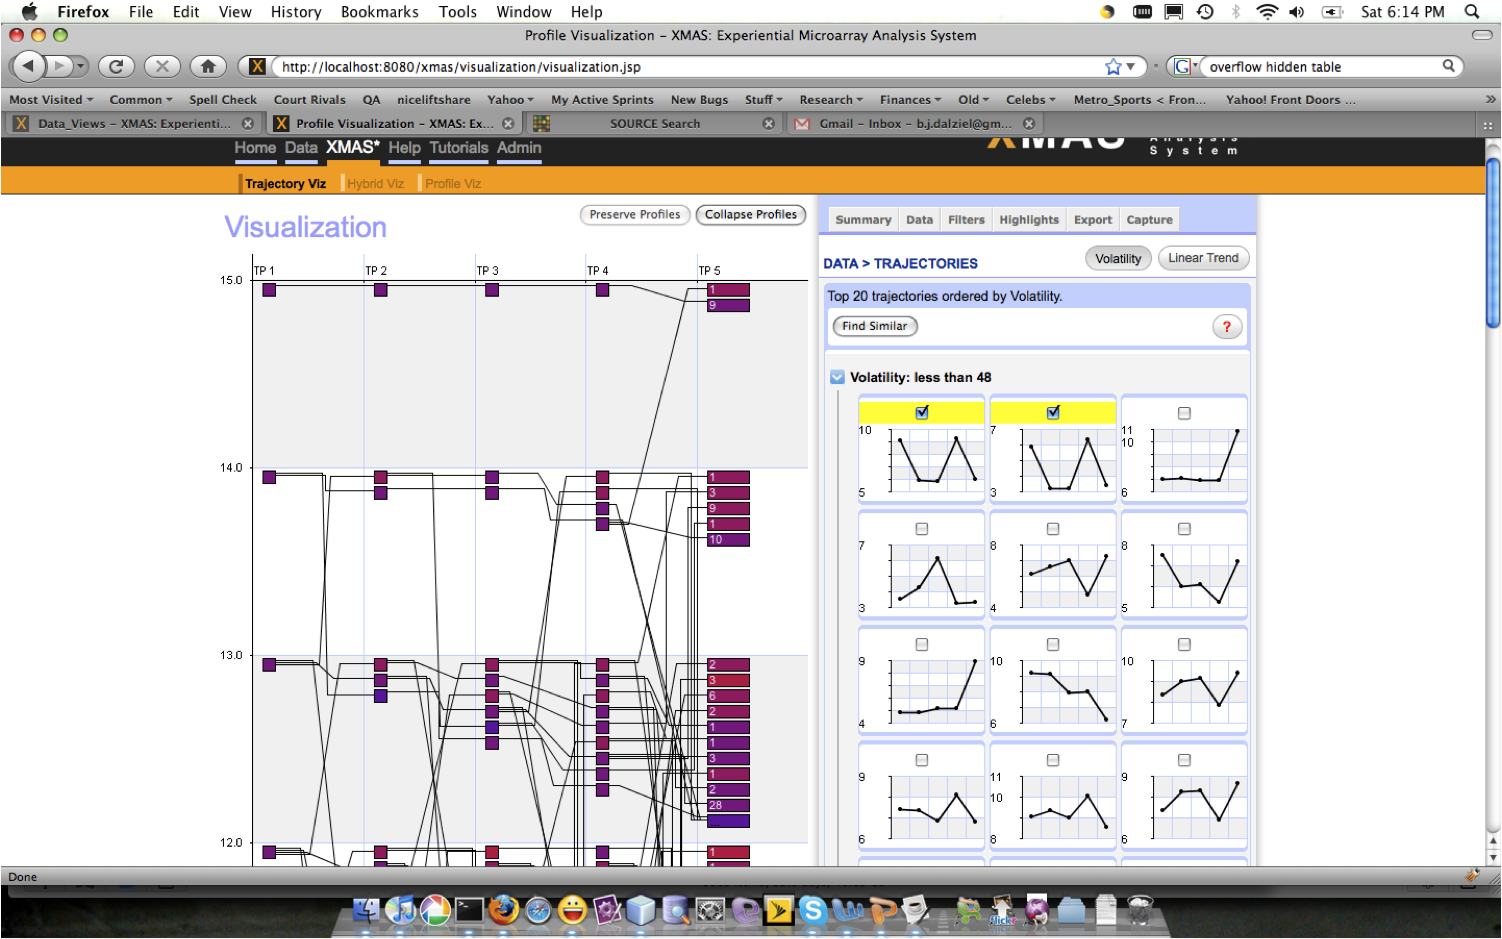 Firefox File Edit View History Bookmarks Tools Window Help Sat 6:14 PM
Profile Visualization – XMAS: Experiential Microarray Analysis System
X http://localhost:8080/xmas/visualization/visualization.jsp G overflow hidden table
Most Visited Common Spell Check Court Rivals QA niceliftshare Yahoo My Active Sprints New Bugs Stuff Research Finances Old Celebs Metro_Sports < Fron... Yahoo! Front Doors ... »
X Data_Views – XMAS: Experienti... X Profile Visualization – XMAS: Ex... SOURCE Search Gmail – Inbox – b.j.dalziel@gm...
Home Data XMAS* Help Tutorials Admin
XMAS Analysis
System
Trajectory Viz Hybrid Viz Profile Viz
Visualization
Preserve Profiles Collapse Profiles
Summary Data Filters Highlights Export Capture
DATA > TRAJECTORIES Volatility Linear Trend
Top 20 trajectories ordered by Volatility.
Find Similar ?
Volatility: less than 48
TP 1 TP 2 TP 3 TP 4 TP 5
15.0
1
9
14.0
1
3
9
1
10
13.0
2
3
6
2
1
1
3
1
2
28
...
12.0
1
10 7 11
10
5 3 6
7 8 8
3 4 5
9 10 10
4 6 7
9 11 9
10
6 8 6
Done